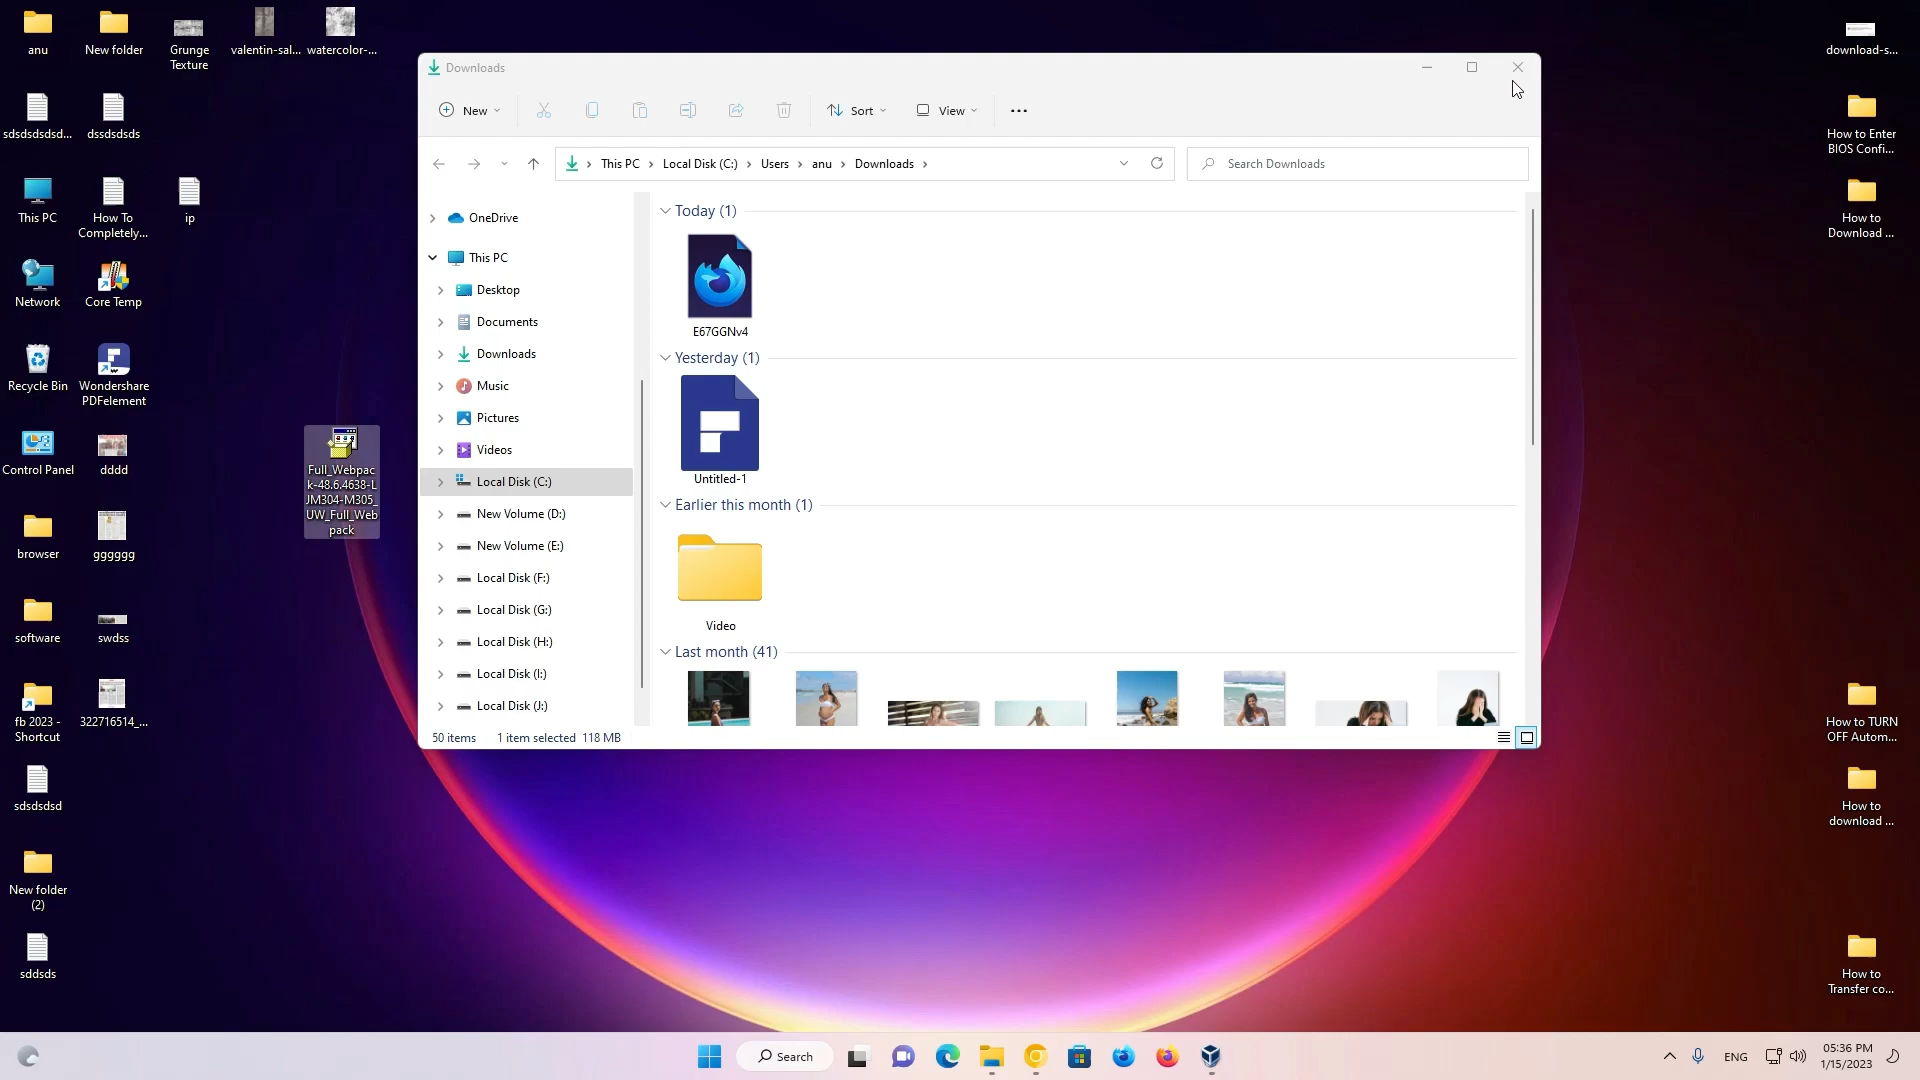 anu
New folder
Grunge
Texture
valentin-sal...
watercolor-...
download-s...
sdsdsdsdsd...
dssdsdsds
How to Enter
BIOS Confi...
This PC
How To
Completely...
ip
How to
Download ...
Network
Core Temp
Recycle Bin
Wondershare
PDFelement
Control Panel
dddd
Full_Webpac
k-48.6.4638-L
JM304-M305_
UW_Full_Web
pack
browser
gggggg
software
swdss
fb 2023 -
Shortcut
322716514_...
How to TURN
OFF Autom...
sdsdsdsd
How to
download ...
New folder
(2)
sddsds
How to
Transfer co...
Downloads
New
Sort
View
This PC
Local Disk (C:)
Users
anu
Downloads
Search Downloads
OneDrive
This PC
Desktop
Documents
Downloads
Music
Pictures
Videos
Local Disk (C:)
New Volume (D:)
New Volume (E:)
Local Disk (F:)
Local Disk (G:)
Local Disk (H:)
Local Disk (I:)
Local Disk (J:)
Today (1)
E67GGNv4
Yesterday (1)
Untitled-1
Earlier this month (1)
Video
Last month (41)
50 items
1 item selected 118 MB
Search
ENG
05:36 PM
1/15/2023